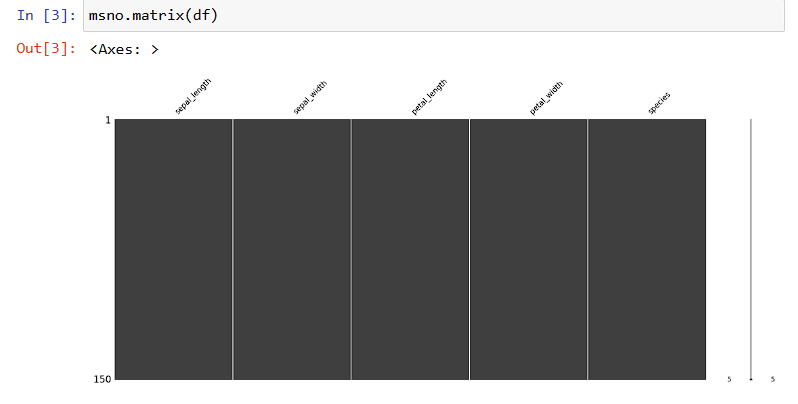 In [3]: msno.matrix(df)
Out[3]: <Axes: >
sepal_length sepal_width petal_length petal_width species
1
150
5 5